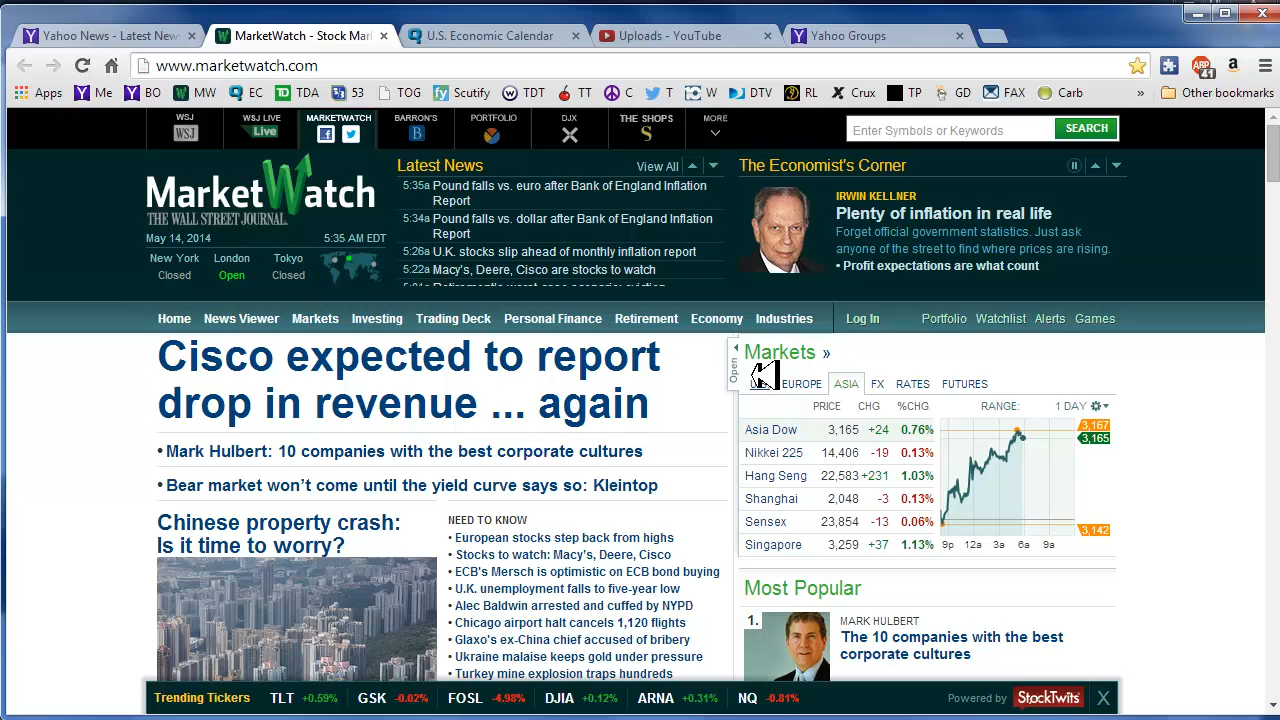 Yahoo News - Latest News
MarketWatch - Stock Mark
U.S. Economic Calendar
Uploads - YouTube
Yahoo Groups
www.marketwatch.com
ABP
41
Apps
Me
BO
MW
EC
TDA
53
TOG
Sectify
TDT
TT
C
T
W
DTV
RL
Crux
TP
GD
FAX
Carb
»
Other bookmarks
WSJ
WSJ
WSJ LIVE
Live
MARKETWATCH
BARRON'S
B
PORTFOLIO
DJX
THE SHOPS
S
MORE
Enter Symbols or Keywords
SEARCH
MarketWatch
THE WALL STREET JOURNAL.
May 14, 2014
5:35 AM EDT
New York
London
Tokyo
Closed
Open
Closed
Latest News
View All
5:35a Pound falls vs. euro after Bank of England Inflation
Report
5:34a Pound falls vs. dollar after Bank of England Inflation
Report
5:26a U.K. stocks slip ahead of monthly inflation report
5:22a Macy's, Deere, Cisco are stocks to watch
The Economist's Corner
IRWIN KELLNER
Plenty of inflation in real life
Forget official government statistics. Just ask
anyone of the street to find where prices are rising.
• Profit expectations are what count
Home
News Viewer
Markets
Investing
Trading Deck
Personal Finance
Retirement
Economy
Industries
Log In
Portfolio
Watchlist
Alerts
Games
Cisco expected to report
drop in revenue ... again
• Mark Hulbert: 10 companies with the best corporate cultures
• Bear market won't come until the yield curve says so: Kleintop
Chinese property crash:
Is it time to worry?
NEED TO KNOW
• European stocks step back from highs
• Stocks to watch: Macy's, Deere, Cisco
• ECB's Mersch is optimistic on ECB bond buying
• U.K. unemployment falls to five-year low
• Alec Baldwin arrested and cuffed by NYPD
• Chicago airport halt cancels 1,120 flights
• Glaxo's ex-China chief accused of bribery
• Ukraine malaise keeps gold under pressure
• Turkey mine explosion traps hundreds
Open
Markets »
EUROPE
ASIA
FX
RATES
FUTURES
PRICE
CHG
%CHG
RANGE:
1 DAY
Asia Dow 3,165 +24 0.76%
Nikkei 225 14,406 -19 0.13%
Hang Seng 22,583 +231 1.03%
Shanghai 2,048 -3 0.13%
Sensex 23,854 -13 0.06%
Singapore 3,259 +37 1.13%
3,167
3,165
3,142
9p 12a 3a 6a 9a
Most Popular
1.
MARK HULBERT
The 10 companies with the best
corporate cultures
Trending Tickers
TLT +0.59%
GSK -0.02%
FOSL -4.98%
DJIA +0.12%
ARNA +0.31%
NQ -0.81%
Powered by
StockTwits
X